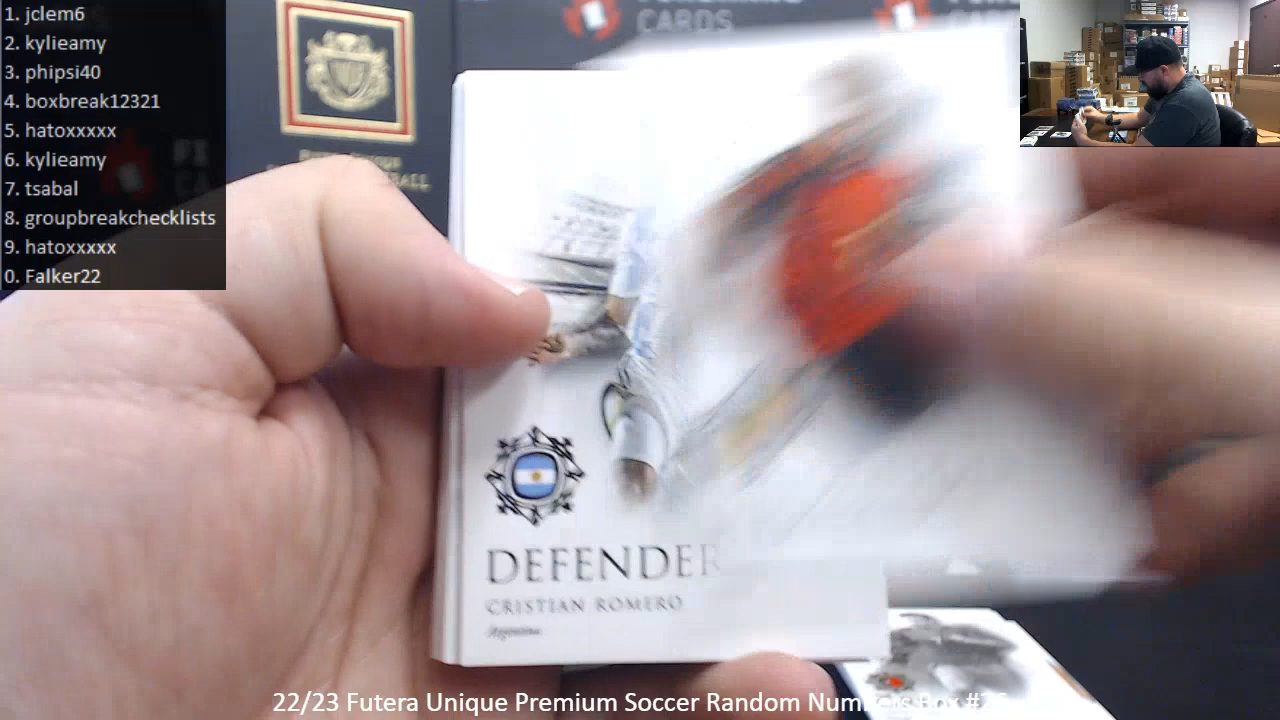 1. jclem6
2. kylieamy
3. phipsi40
4. boxbreak12321
5. hatoxxxxx
6. kylieamy
7. tsabal
8. groupbreakchecklists
9. hatoxxxxx
0. Falker22
CARDS
DEFENDER
CRISTIAN ROMERO
Argentina
22/23 Futera Unique Premium Soccer Random Numbers Box